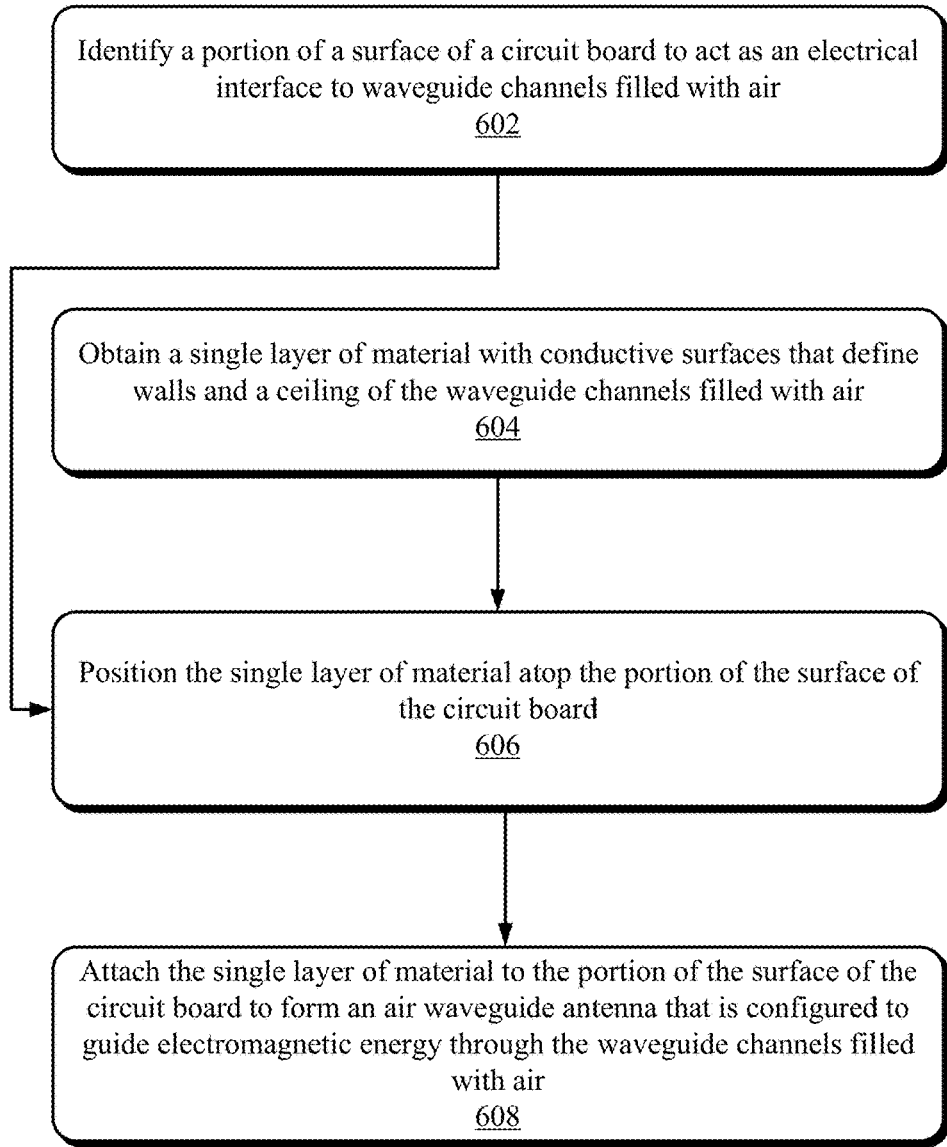 Identify a portion of a surface of a circuit board to act as an electrical
interface to waveguide channels filled with air
602
Obtain a single layer of material with conductive surfaces that define
walls and a ceiling of the waveguide channels filled with air
604
Position the single layer of material atop the portion of the surface of
the circuit board
606
Attach the single layer of material to the portion of the surface of the
circuit board to form an air waveguide antenna that is configured to
guide electromagnetic energy through the waveguide channels filled
with air
608